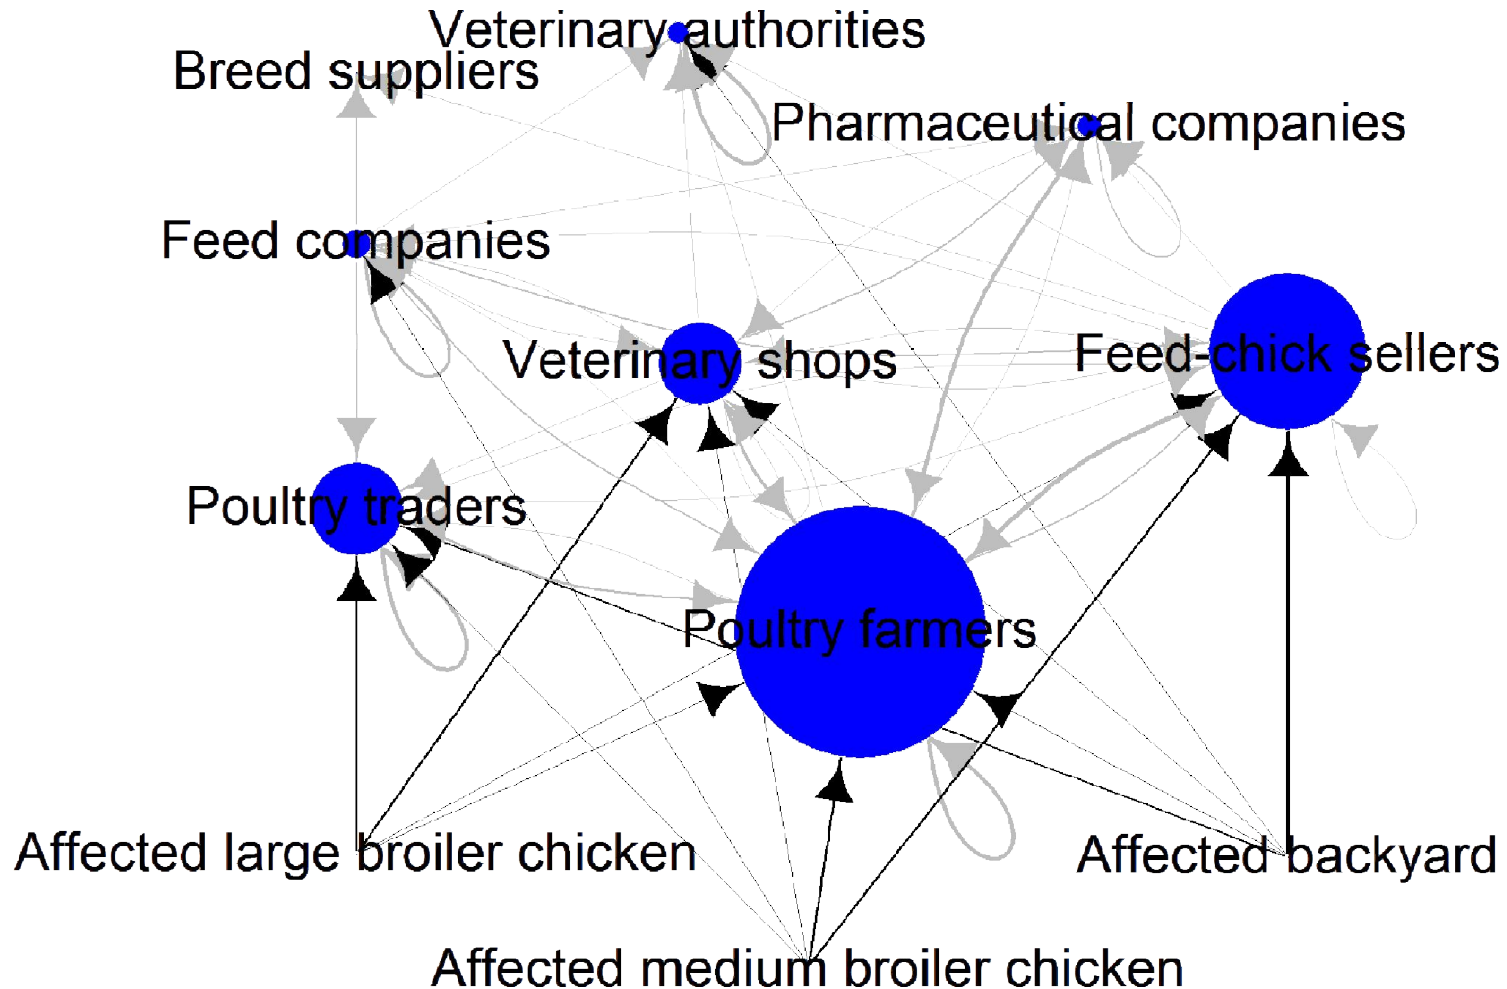 Veterinary authorities
Breed suppliers
Pharmaceutical companies
Feed companies
Veterinary shops
Feed-chick sellers
Poultry traders
Poultry farmers
Affected large broiler chicken
Affected backyard
Affected medium broiler chicken